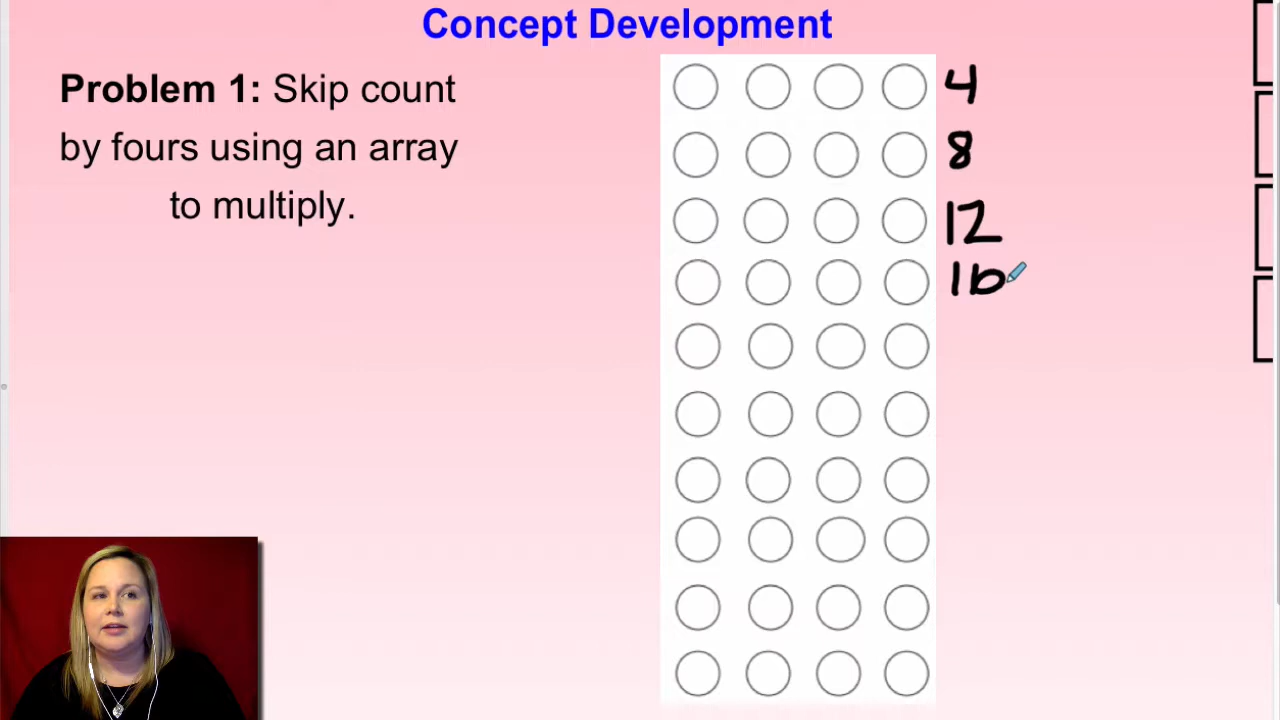 Concept Development
Problem 1: Skip count
by fours using an array
to multiply.
4
8
12
16